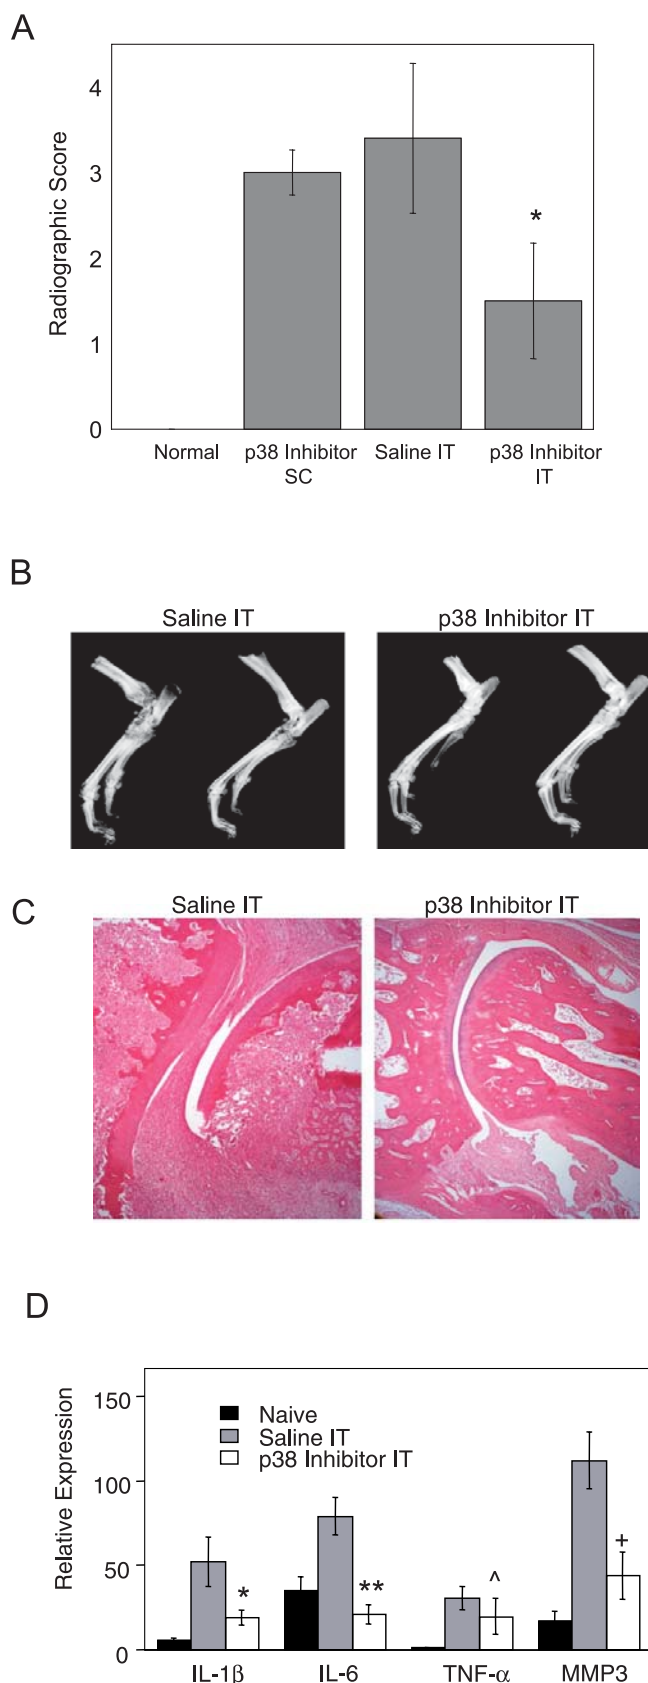 A
Radiographic Score
4
3
2
1
0
*
Normal
p38 Inhibitor
SC
Saline IT
p38 Inhibitor
IT
B
Saline IT
p38 Inhibitor IT
C
Saline IT
p38 Inhibitor IT
D
Relative Expression
150
100
50
0
Naive
Saline IT
p38 Inhibitor IT
*
**
^
+
IL-1β
IL-6
TNF-α
MMP3